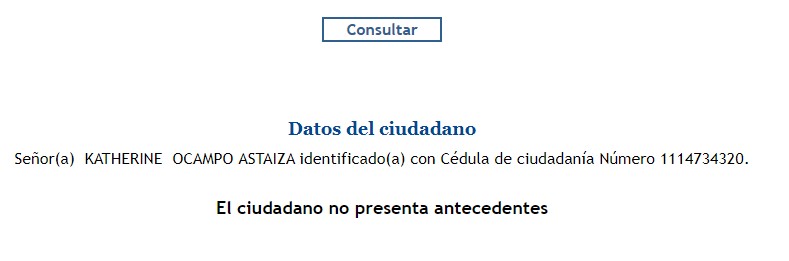 Consultar
Datos del ciudadano
Señor(a)  KATHERINE  OCAMPO ASTAIZA identificado(a) con Cédula de ciudadanía Número 1114734320.
El ciudadano no presenta antecedentes